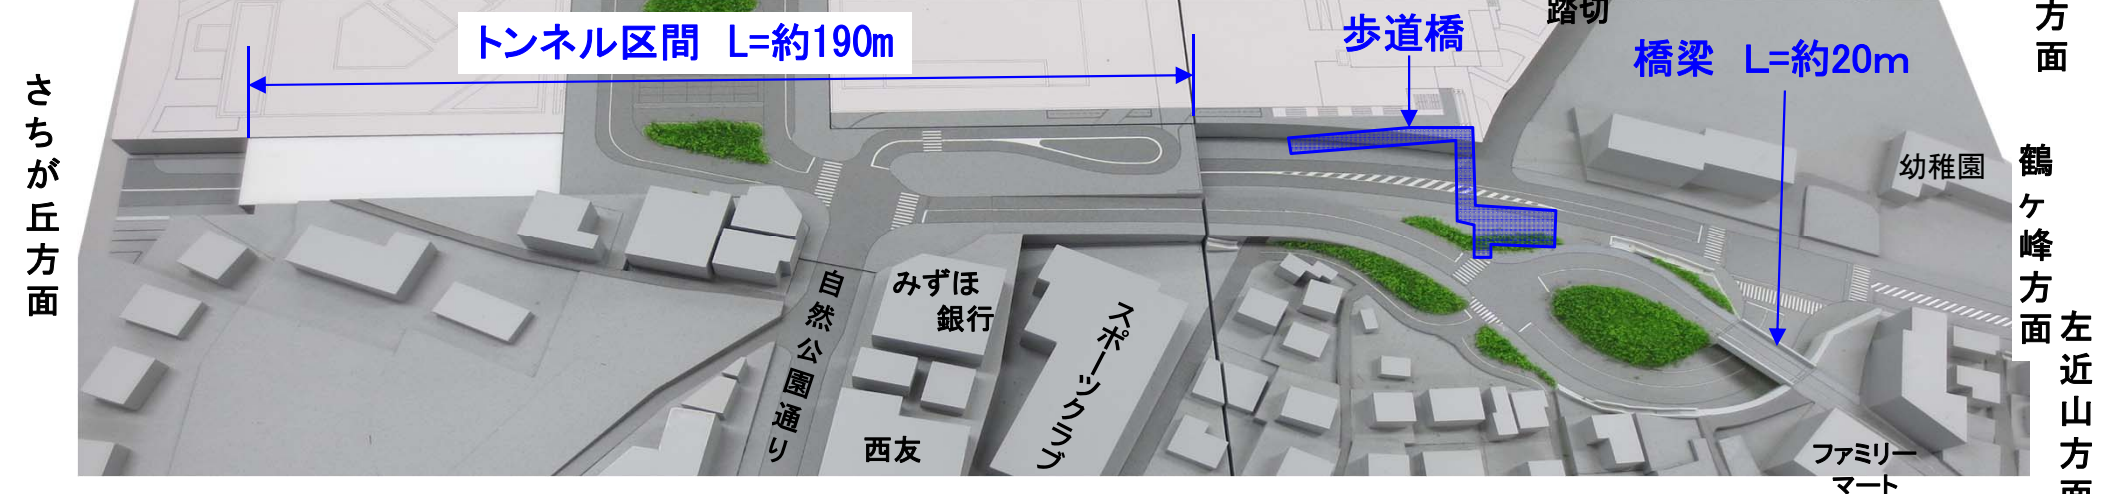 トンネル区間 L=約190m
歩道橋
踏切
橋梁 L=約20m
方面
さちが丘方面
幼稚園
鶴ヶ峰方面
左近山方面
自然公園通り
みずほ
銀行
スポーツクラブ
西友
ファミリー
マート